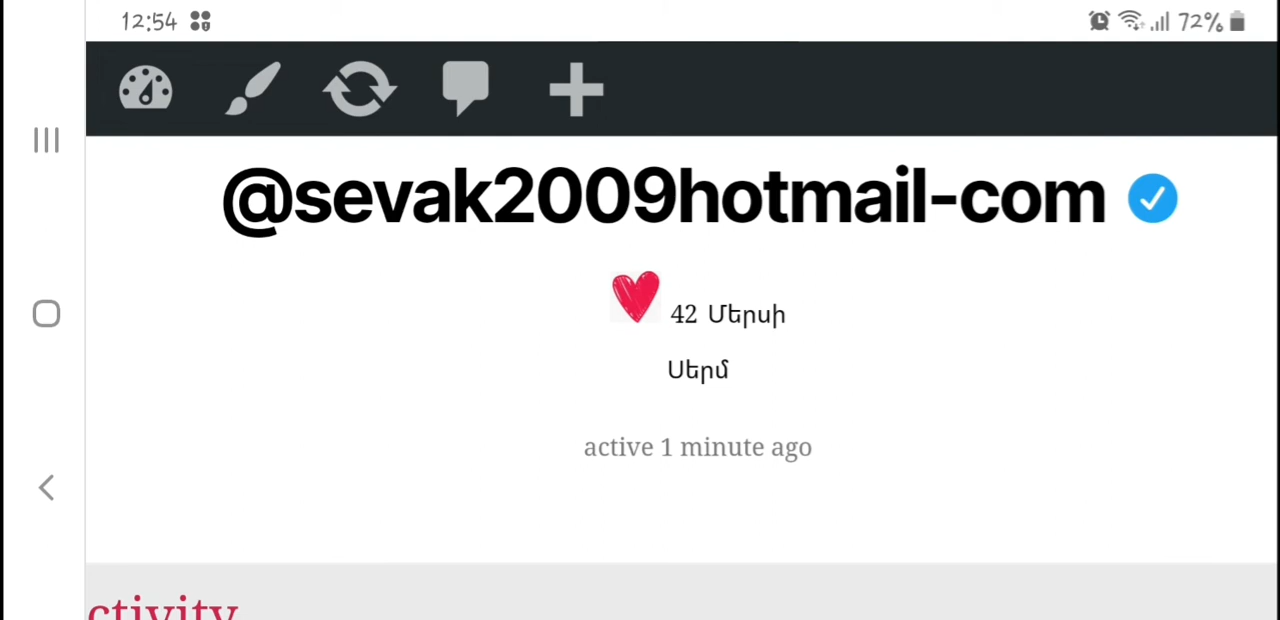 12:54 72%
@sevak2009hotmail-com
42 Մերսի
Սերմ
active 1 minute ago
ctivity